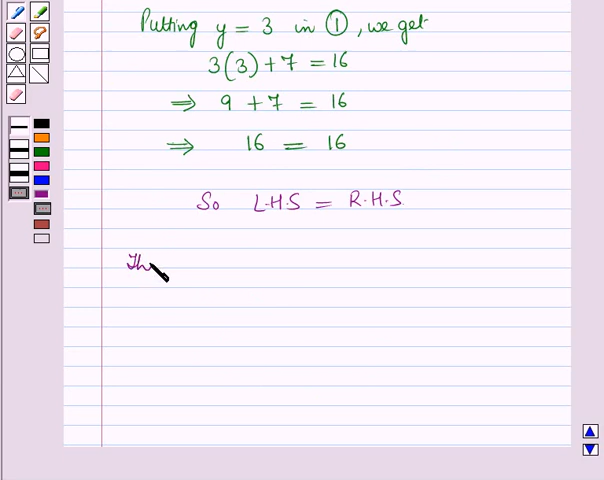 Putting y = 3 in ①, we get
3(3) + 7 = 16
⇒ 9 + 7 = 16
⇒ 16 = 16
So L.H.S = R.H.S
Th